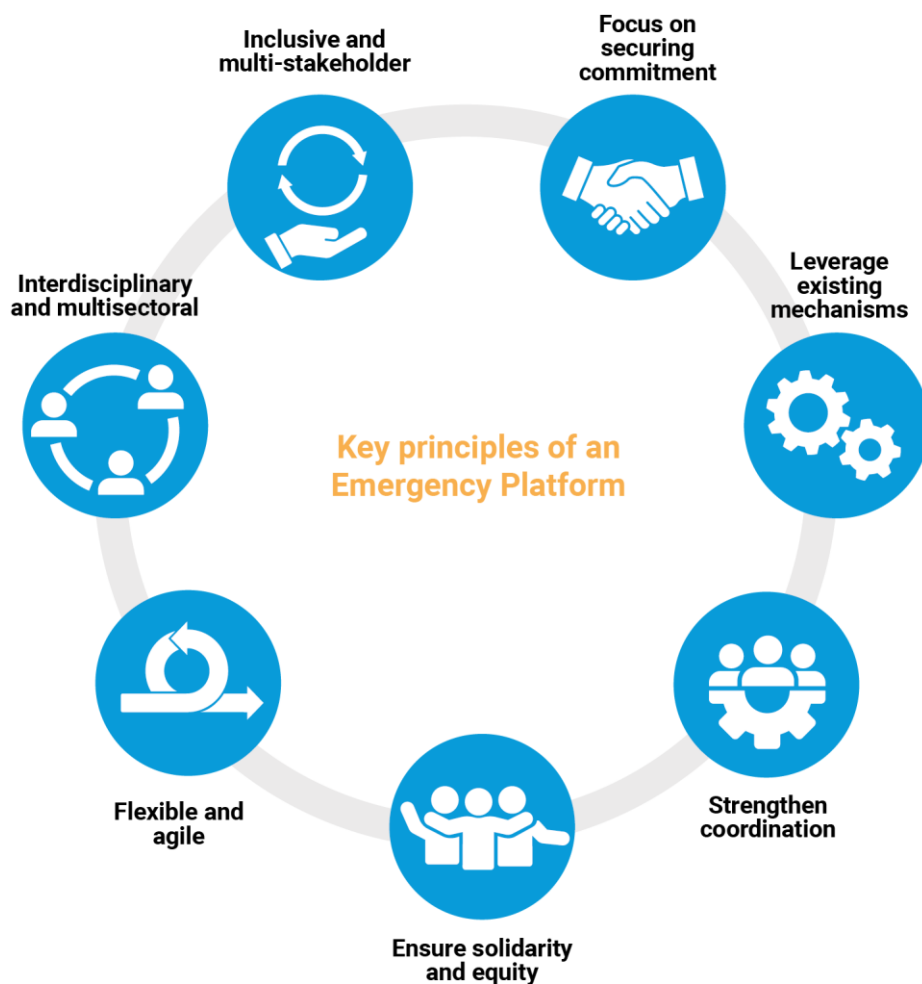 Focus on
securing
commitment
Inclusive and
multi-stakeholder
Leverage
existing
mechanisms
Interdisciplinary
and multisectoral
Key principles of an
Emergency Platform
Flexible and
agile
Strengthen
coordination
Ensure solidarity
and equity